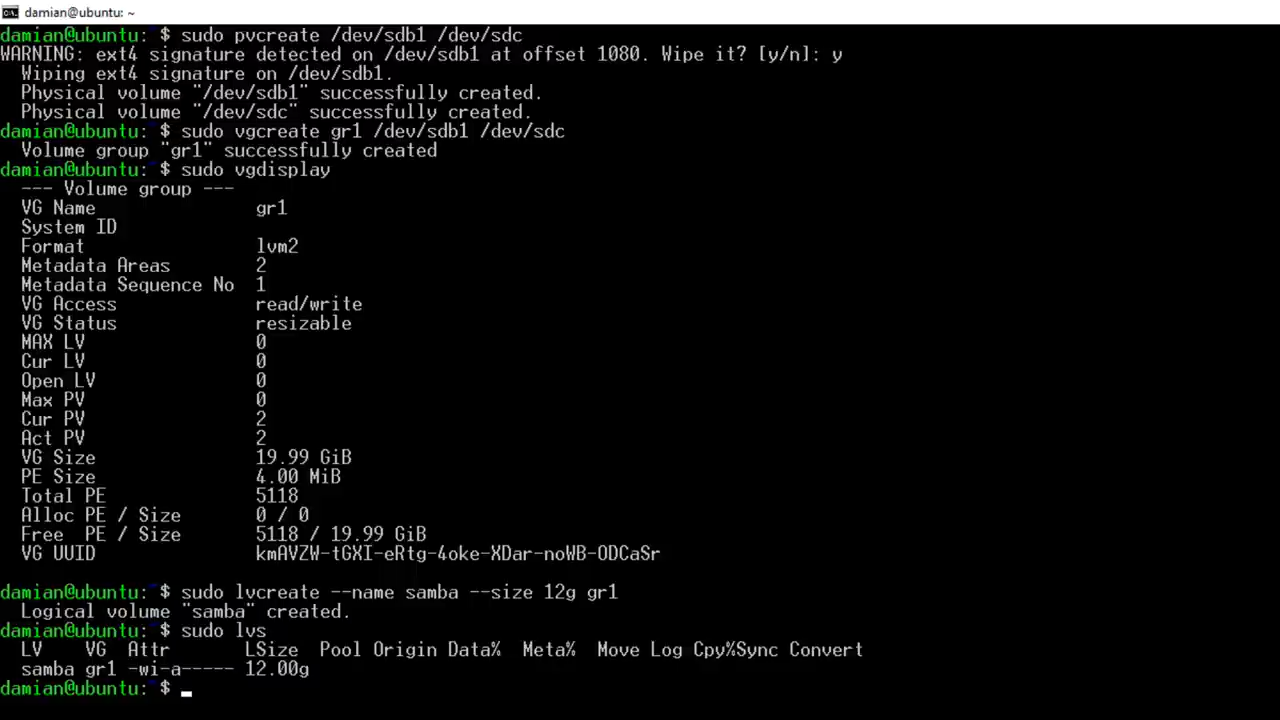 damian@ubuntu: ~
damian@ubuntu:~$ sudo pvcreate /dev/sdb1 /dev/sdc
WARNING: ext4 signature detected on /dev/sdb1 at offset 1080. Wipe it? [y/n]: y
  Wiping ext4 signature on /dev/sdb1.
  Physical volume "/dev/sdb1" successfully created.
  Physical volume "/dev/sdc" successfully created.
damian@ubuntu:~$ sudo vgcreate gr1 /dev/sdb1 /dev/sdc
  Volume group "gr1" successfully created
damian@ubuntu:~$ sudo vgdisplay
  --- Volume group ---
  VG Name               gr1
  System ID
  Format                lvm2
  Metadata Areas        2
  Metadata Sequence No  1
  VG Access             read/write
  VG Status             resizable
  MAX LV                0
  Cur LV                0
  Open LV               0
  Max PV                0
  Cur PV                2
  Act PV                2
  VG Size               19.99 GiB
  PE Size               4.00 MiB
  Total PE              5118
  Alloc PE / Size       0 / 0
  Free  PE / Size       5118 / 19.99 GiB
  VG UUID               kmAVZW-tGXI-eRtg-4oke-XDar-noWB-ODCaSr
damian@ubuntu:~$ sudo lvcreate --name samba --size 12g gr1
  Logical volume "samba" created.
damian@ubuntu:~$ sudo lvs
  LV    VG  Attr       LSize  Pool Origin Data%  Meta%  Move Log Cpy%Sync Convert
  samba gr1 -wi-a----- 12.00g
damian@ubuntu:~$